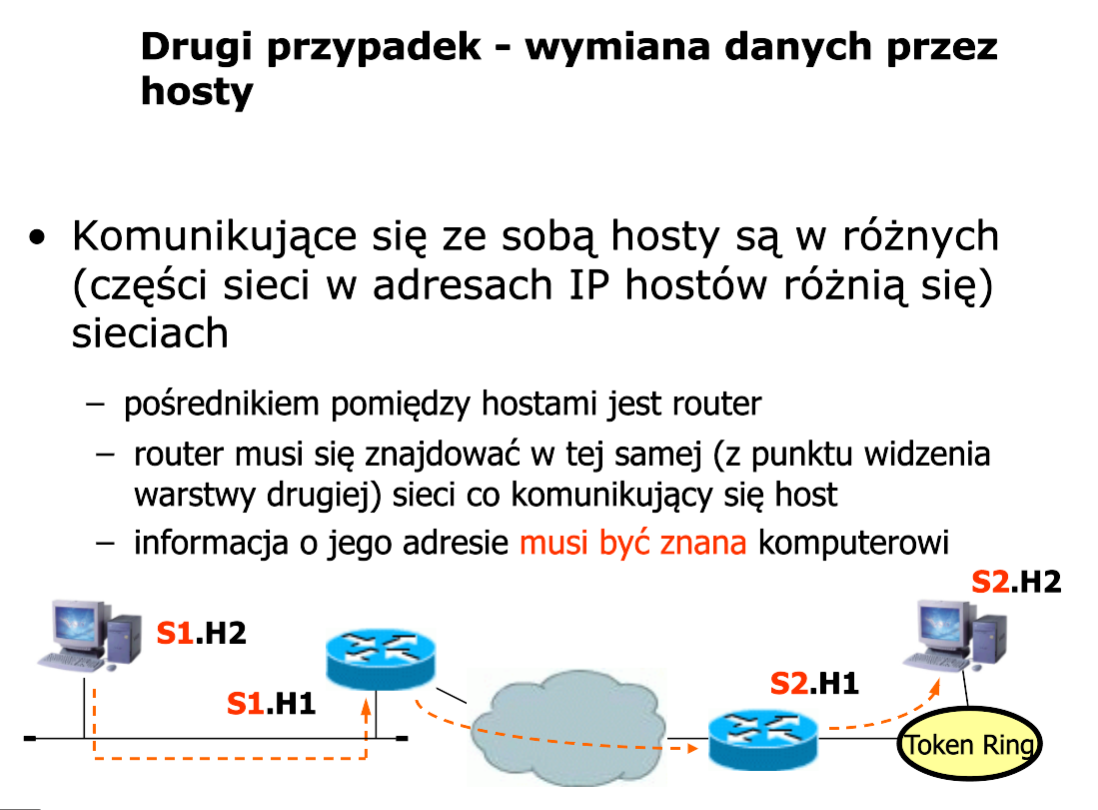 Drugi przypadek - wymiana danych przez
hosty
• Komunikujące się ze sobą hosty są w różnych
(części sieci w adresach IP hostów różnią się)
sieciach
– pośrednikiem pomiędzy hostami jest router
– router musi się znajdować w tej samej (z punktu widzenia
warstwy drugiej) sieci co komunikujący się host
– informacja o jego adresie musi być znana komputerowi
S2.H2
S1.H2
S2.H1
S1.H1
Token Ring